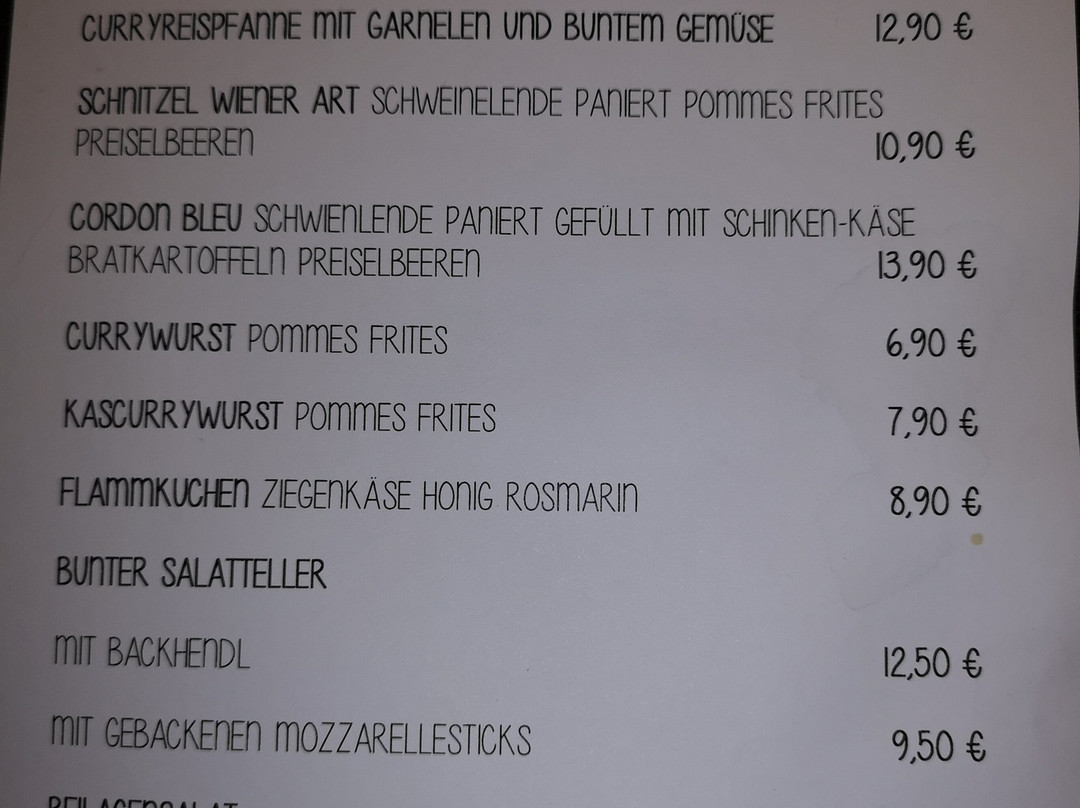 CURRYREISPFANNE MIT GARNELEN UND BUNTEM GEMÜSE 12,90 €
SCHNITZEL WIENER ART SCHWEINELENDE PANIERT POMMES FRITES
PREISELBEEREN 10,90 €
CORDON BLEU SCHWIENLENDE PANIERT GEFÜLLT MIT SCHINKEN-KÄSE
BRATKARTOFFELN PREISELBEEREN 13,90 €
CURRYWURST POMMES FRITES 6,90 €
KASCURRYWURST POMMES FRITES 7,90 €
FLAMMKUCHEN ZIEGENKÄSE HONIG ROSMARIN 8,90 €
BUNTER SALATTELLER
MIT BACKHENDL 12,50 €
MIT GEBACKENEN MOZZARELLESTICKS 9,50 €
BEILAGENSALAT